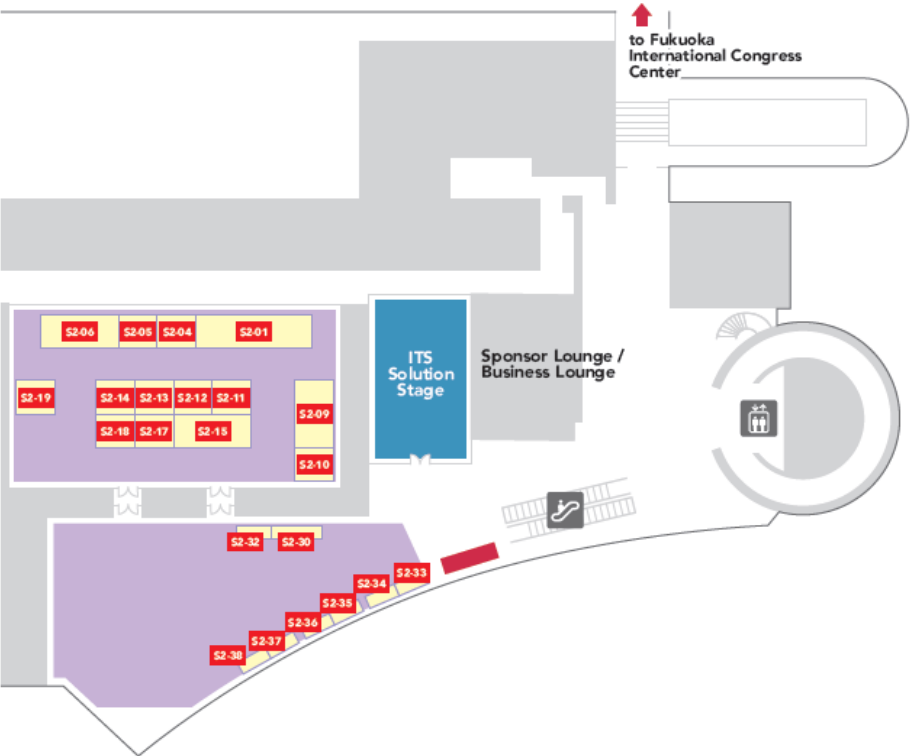 to Fukuoka
International Congress
Center
S2-06
S2-05
S2-04
S2-01
ITS
Solution
Stage
Sponsor Lounge /
Business Lounge
S2-19
S2-14
S2-13
S2-12
S2-11
S2-09
S2-18
S2-17
S2-15
S2-10
S2-32
S2-30
S2-33
S2-34
S2-35
S2-36
S2-37
S2-38